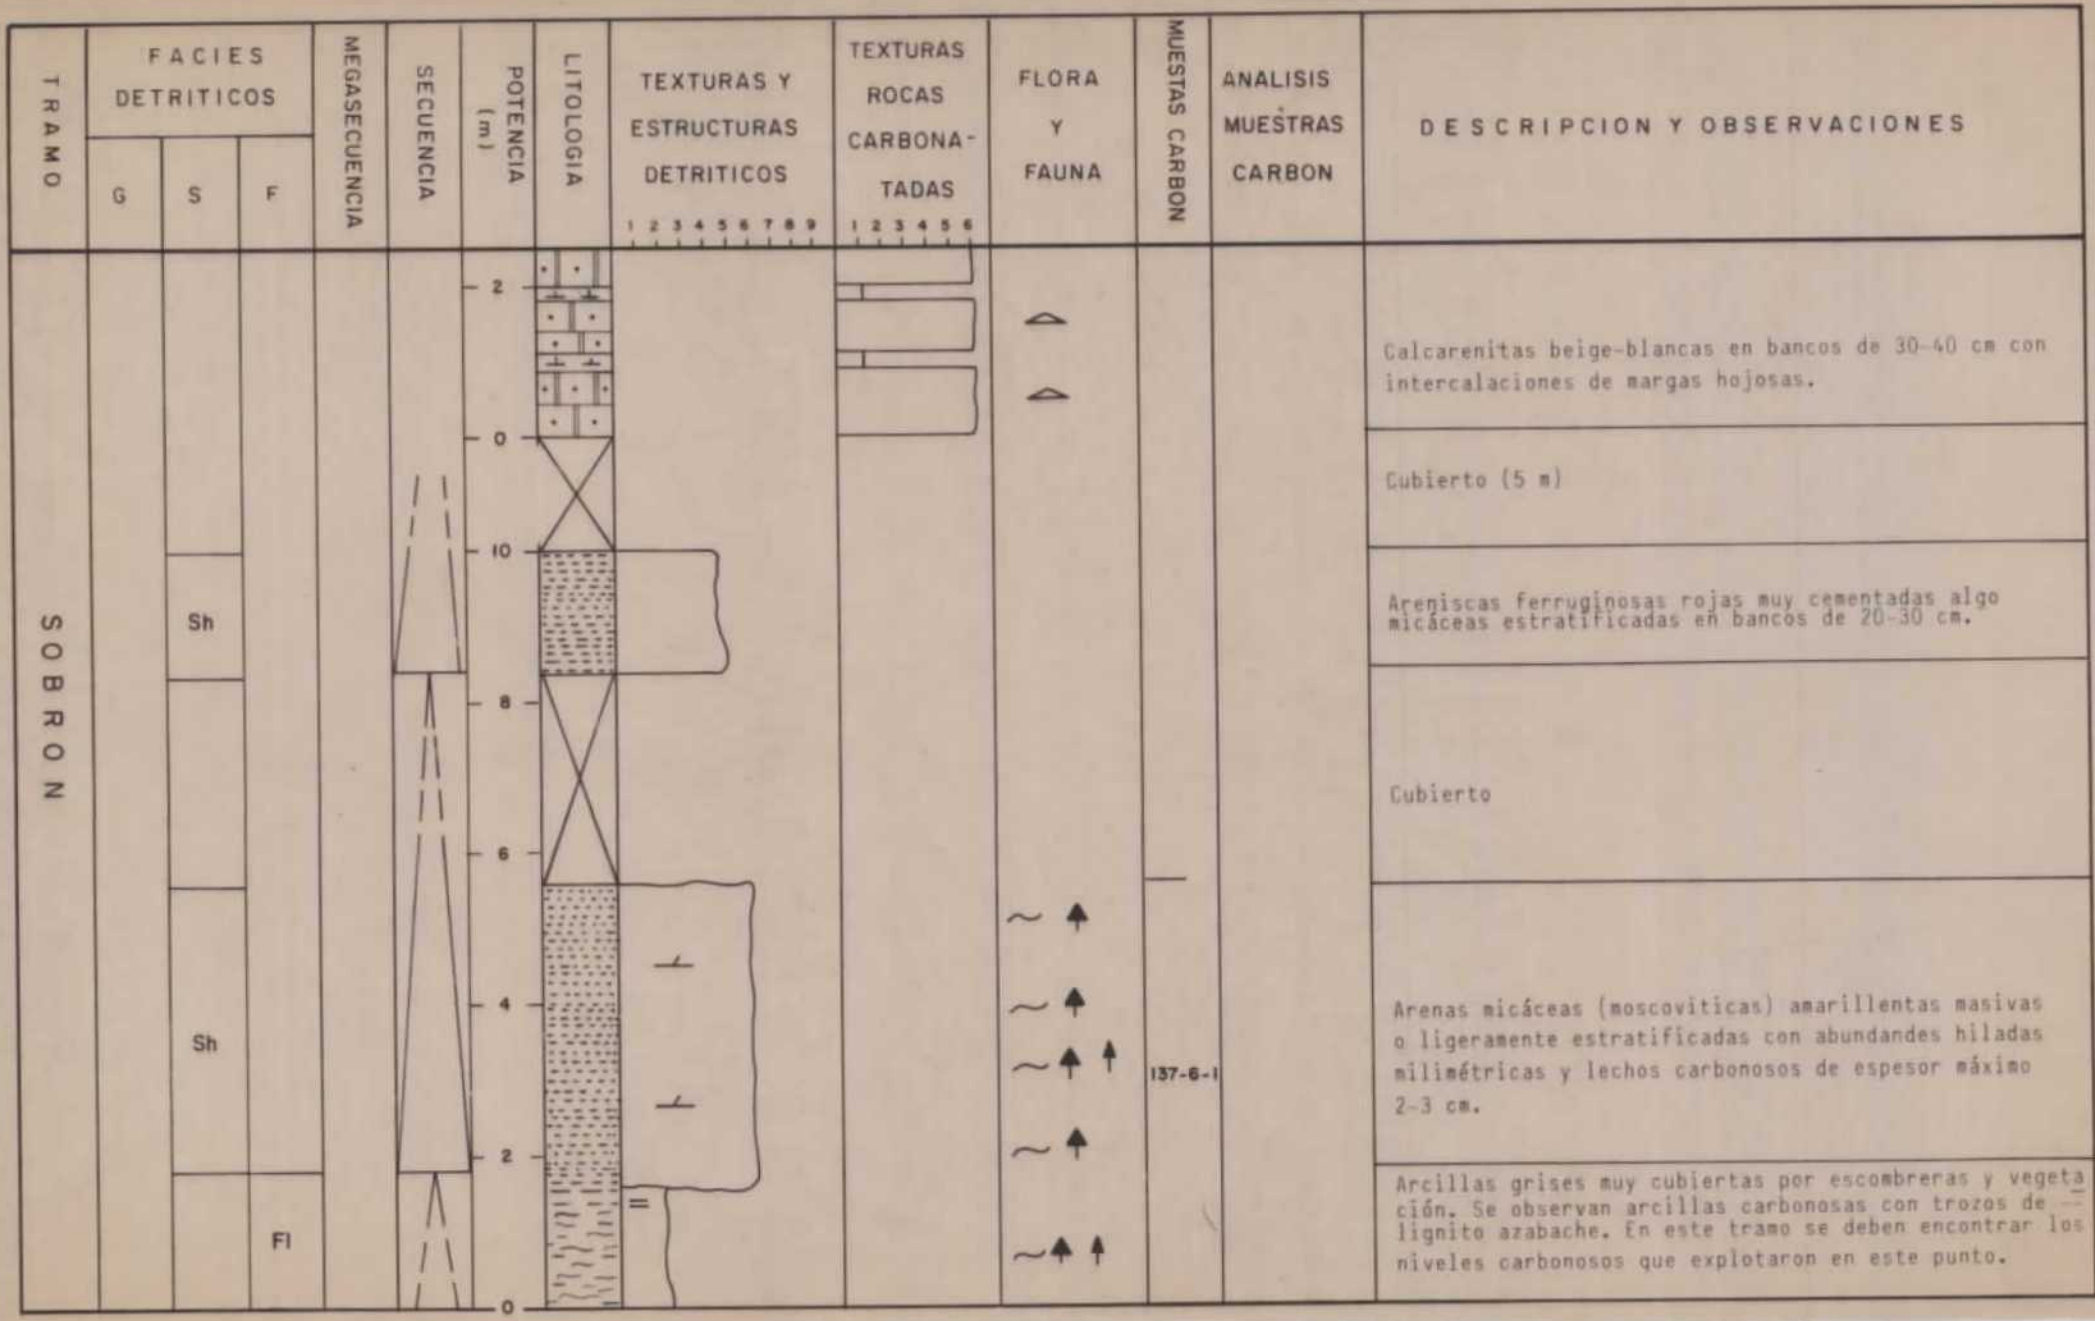 TRAMO
FACIES
DETRITICOS
G S F
MEGASECUENCIA
SECUENCIA
POTENCIA
(m)
LITOLOGIA
TEXTURAS Y
ESTRUCTURAS
DETRITICOS
1 2 3 4 5 6 7 8 9
TEXTURAS
ROCAS
CARBONA-
TADAS
1 2 3 4 5 6
FLORA
Y
FAUNA
MUESTAS CARBON
ANALISIS
MUESTRAS
CARBON
DESCRIPCION Y OBSERVACIONES
SOBRON
2
Calcarenitas beige-blancas en bancos de 30-40 cm con
intercalaciones de margas hojosas.
0
Cubierto (5 m)
10
Sh
Areniscas ferruginosas rojas muy cementadas algo
micáceas estratificadas en bancos de 20-30 cm.
8
Cubierto
6
4
Sh
137-6-1
Arenas micáceas (moscoviticas) amarillentas masivas
o ligeramente estratificadas con abundandes hiladas
milimétricas y lechos carbonosos de espesor máximo
2-3 cm.
2
Fl
Arcillas grises muy cubiertas por escombreras y vegeta
ción. Se observan arcillas carbonosas con trozos de --
lignito azabache. En este tramo se deben encontrar los
niveles carbonosos que explotaron en este punto.
0